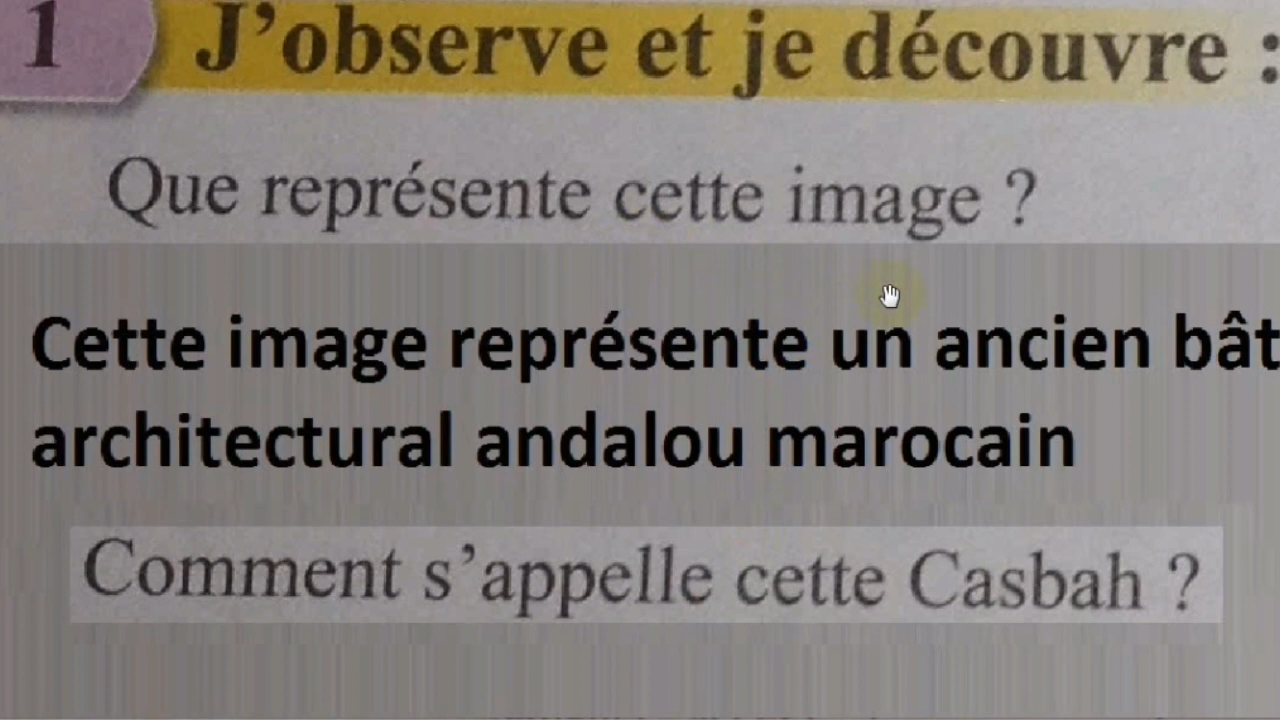 1 J'observe et je découvre :
Que représente cette image ?
Cette image représente un ancien bât
architectural andalou marocain
Comment s'appelle cette Casbah ?